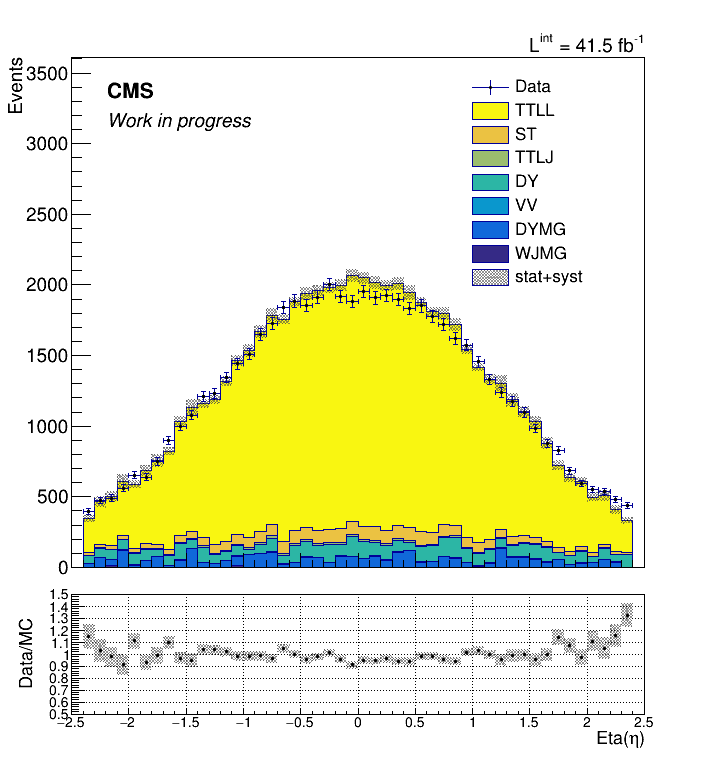 L^int = 41.5 fb^-1
Events
3500
3000
2500
2000
1500
1000
500
0
CMS
Work in progress
Data
TTLL
ST
TTLJ
DY
VV
DYMG
WJMG
stat+syst
Data/MC
1.5
1.4
1.3
1.2
1.1
1
0.9
0.8
0.7
0.6
0.5
−2.5 −2 −1.5 −1 −0.5 0 0.5 1 1.5 2 2.5
Eta(η)